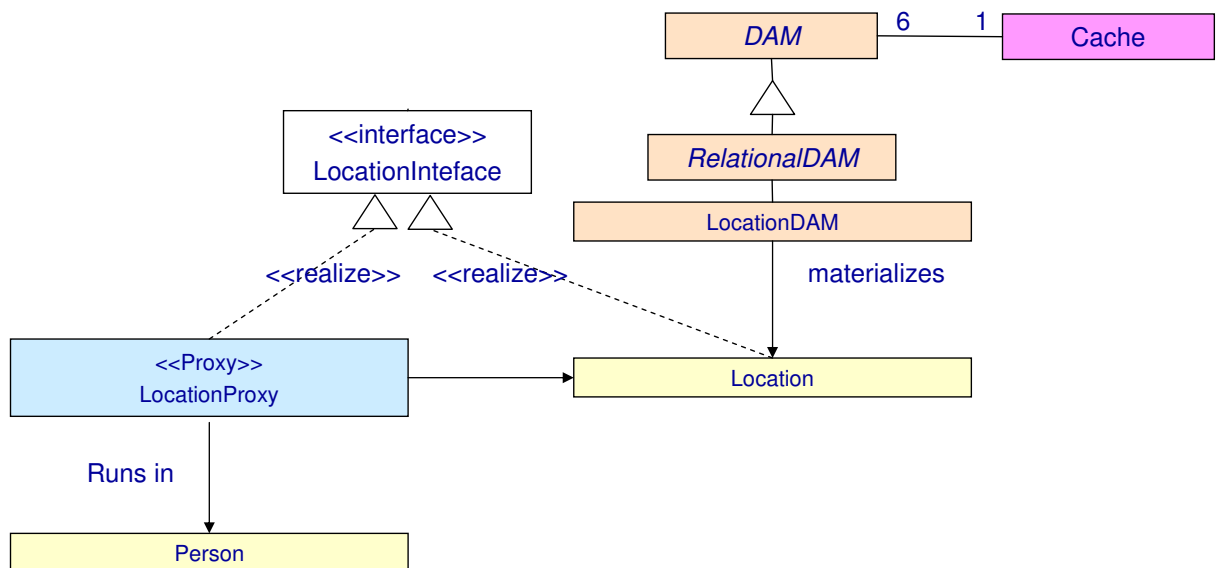 DAM
6
1
Cache
<<interface>>
LocationInteface
RelationalDAM
LocationDAM
<<realize>>
<<realize>>
materializes
<<Proxy>>
LocationProxy
Location
Runs in
Person